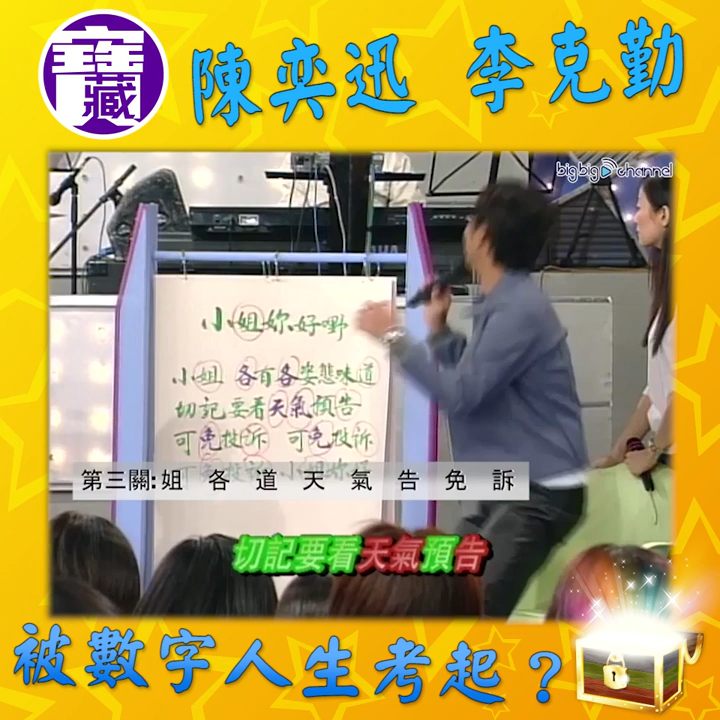 寶藏
陳奕迅 李克勤
bigbig channel
小姐妳好嘢
小姐 各有各姿態味道
切記要看天氣預告
可免投訴 可免投訴
第三關:姐 各 道 天 氣 告 免 訴
切記要看天氣預告
被數字人生考起？